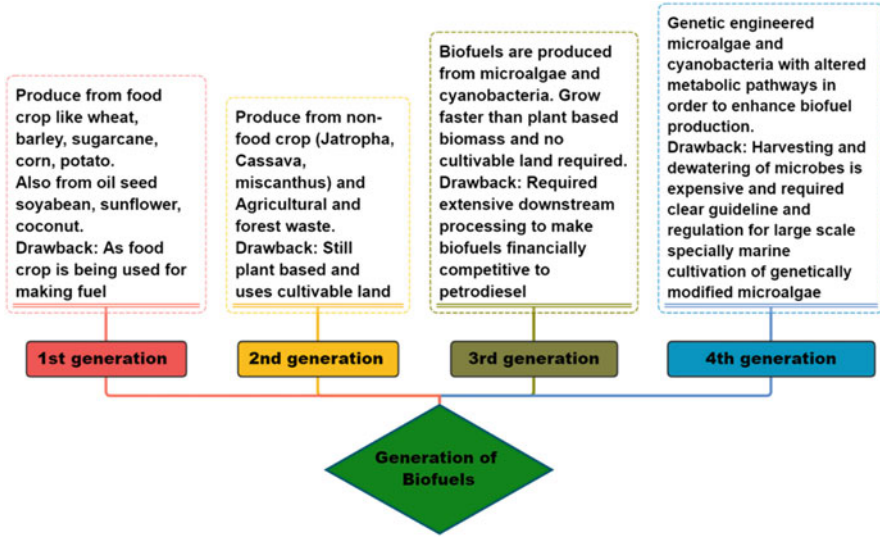 Produce from food
crop like wheat,
barley, sugarcane,
corn, potato.
Also from oil seed
soyabean, sunflower,
coconut.
Drawback: As food
crop is being used for
making fuel
1st generation
Produce from non-
food crop (Jatropha,
Cassava,
miscanthus) and
Agricultural and
forest waste.
Drawback: Still
plant based and
uses cultivable land
2nd generation
Biofuels are produced
from microalgae and
cyanobacteria. Grow
faster than plant based
biomass and no
cultivable land required.
Drawback: Required
extensive downstream
processing to make
biofuels financially
competitive to
petrodiesel
3rd generation
Genetic engineered
microalgae and
cyanobacteria with altered
metabolic pathways in
order to enhance biofuel
production.
Drawback: Harvesting and
dewatering of microbes is
expensive and required
clear guideline and
regulation for large scale
specially marine
cultivation of genetically
modified microalgae
4th generation
Generation of
Biofuels